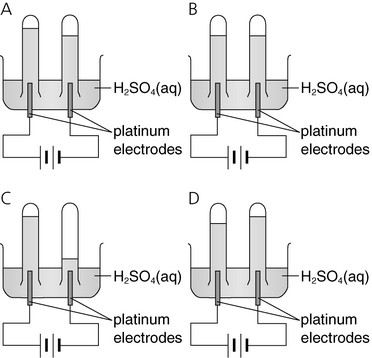 A
H₂SO₄(aq)
platinum
electrodes
B
H₂SO₄(aq)
platinum
electrodes
C
H₂SO₄(aq)
platinum
electrodes
D
H₂SO₄(aq)
platinum
electrodes